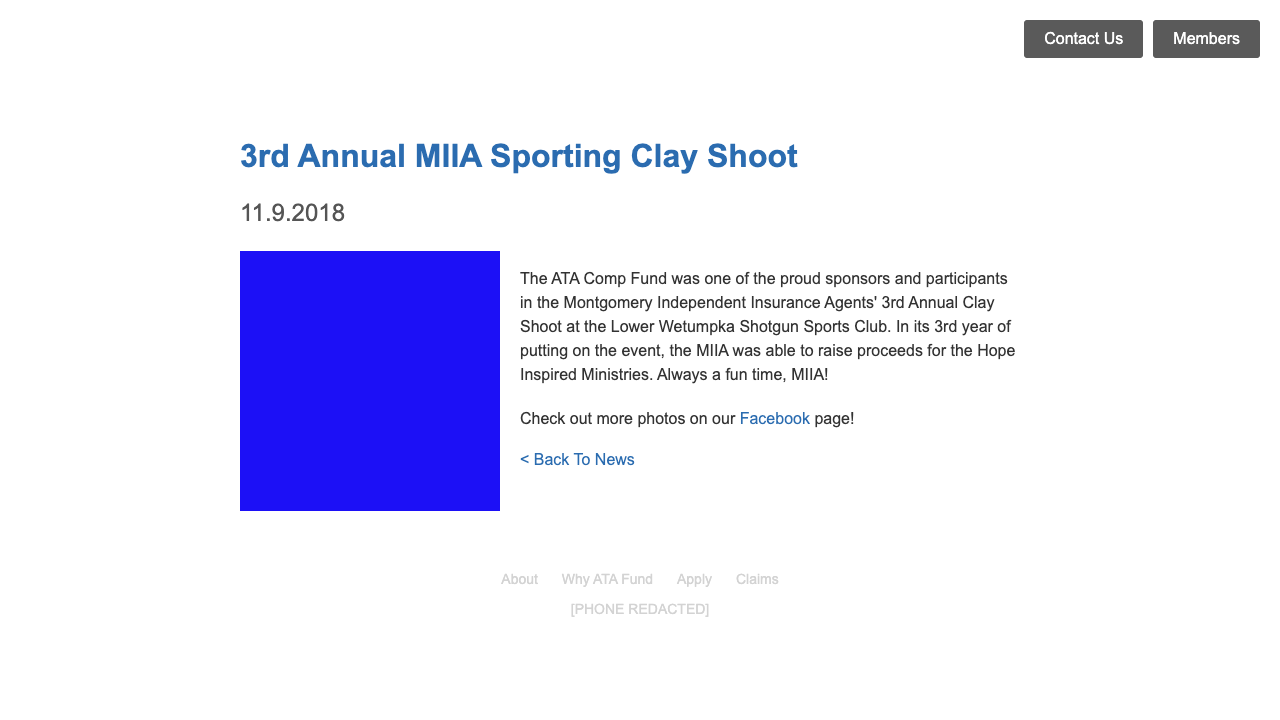 Contact Us
Members
3rd Annual MIIA Sporting Clay Shoot
11.9.2018
The ATA Comp Fund was one of the proud sponsors and participants
in the Montgomery Independent Insurance Agents' 3rd Annual Clay
Shoot at the Lower Wetumpka Shotgun Sports Club. In its 3rd year of
putting on the event, the MIIA was able to raise proceeds for the Hope
Inspired Ministries. Always a fun time, MIIA!
Check out more photos on our Facebook page!
< Back To News
About Why ATA Fund Apply Claims
[PHONE REDACTED]